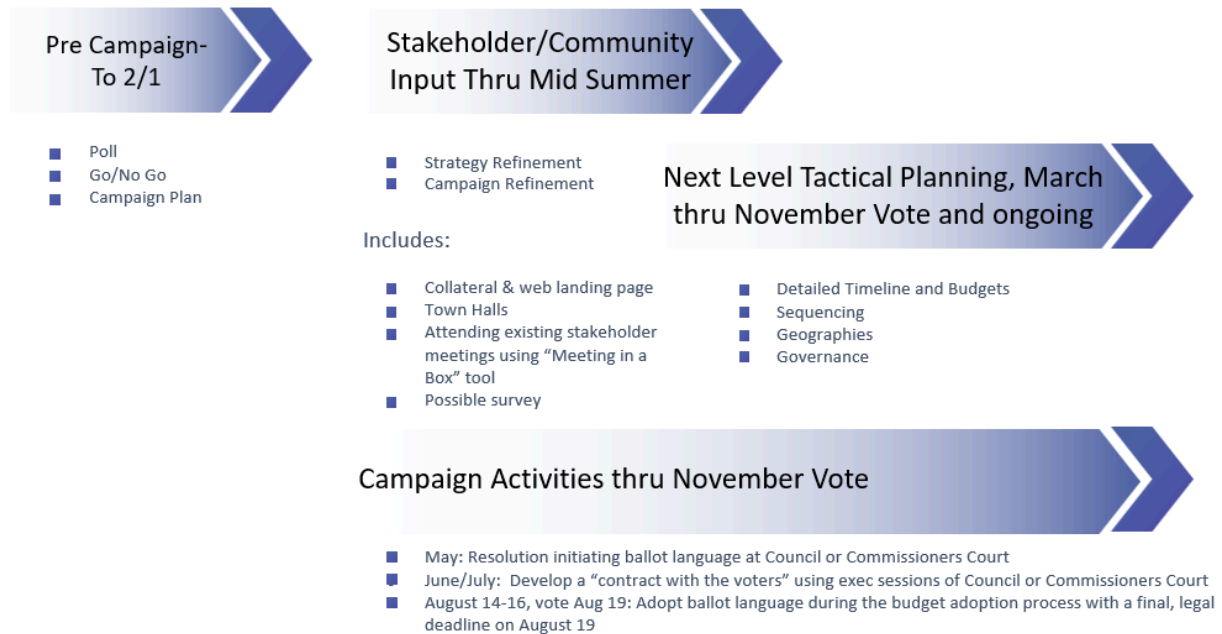 Pre Campaign-
To 2/1
Poll
Go/No Go
Campaign Plan
Stakeholder/Community
Input Thru Mid Summer
Strategy Refinement
Campaign Refinement
Includes:
Collateral & web landing page
Town Halls
Attending existing stakeholder
meetings using “Meeting in a
Box” tool
Possible survey
Next Level Tactical Planning, March
thru November Vote and ongoing
Detailed Timeline and Budgets
Sequencing
Geographies
Governance
Campaign Activities thru November Vote
May: Resolution initiating ballot language at Council or Commissioners Court
June/July:  Develop a “contract with the voters” using exec sessions of Council or Commissioners Court
August 14-16, vote Aug 19: Adopt ballot language during the budget adoption process with a final, legal
deadline on August 19